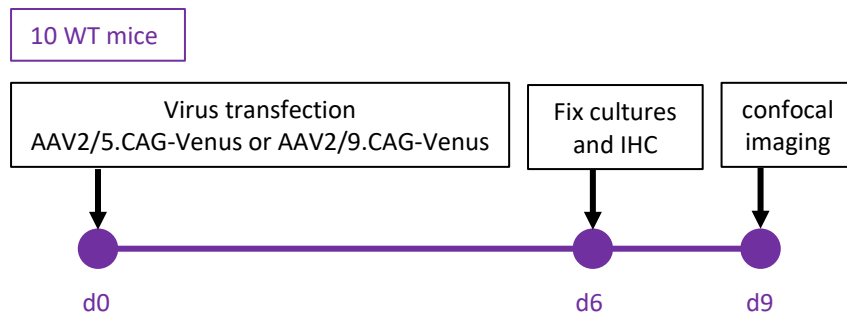 10 WT mice
Virus transfection
AAV2/5.CAG-Venus or AAV2/9.CAG-Venus
Fix cultures
and IHC
confocal
imaging
d0
d6
d9